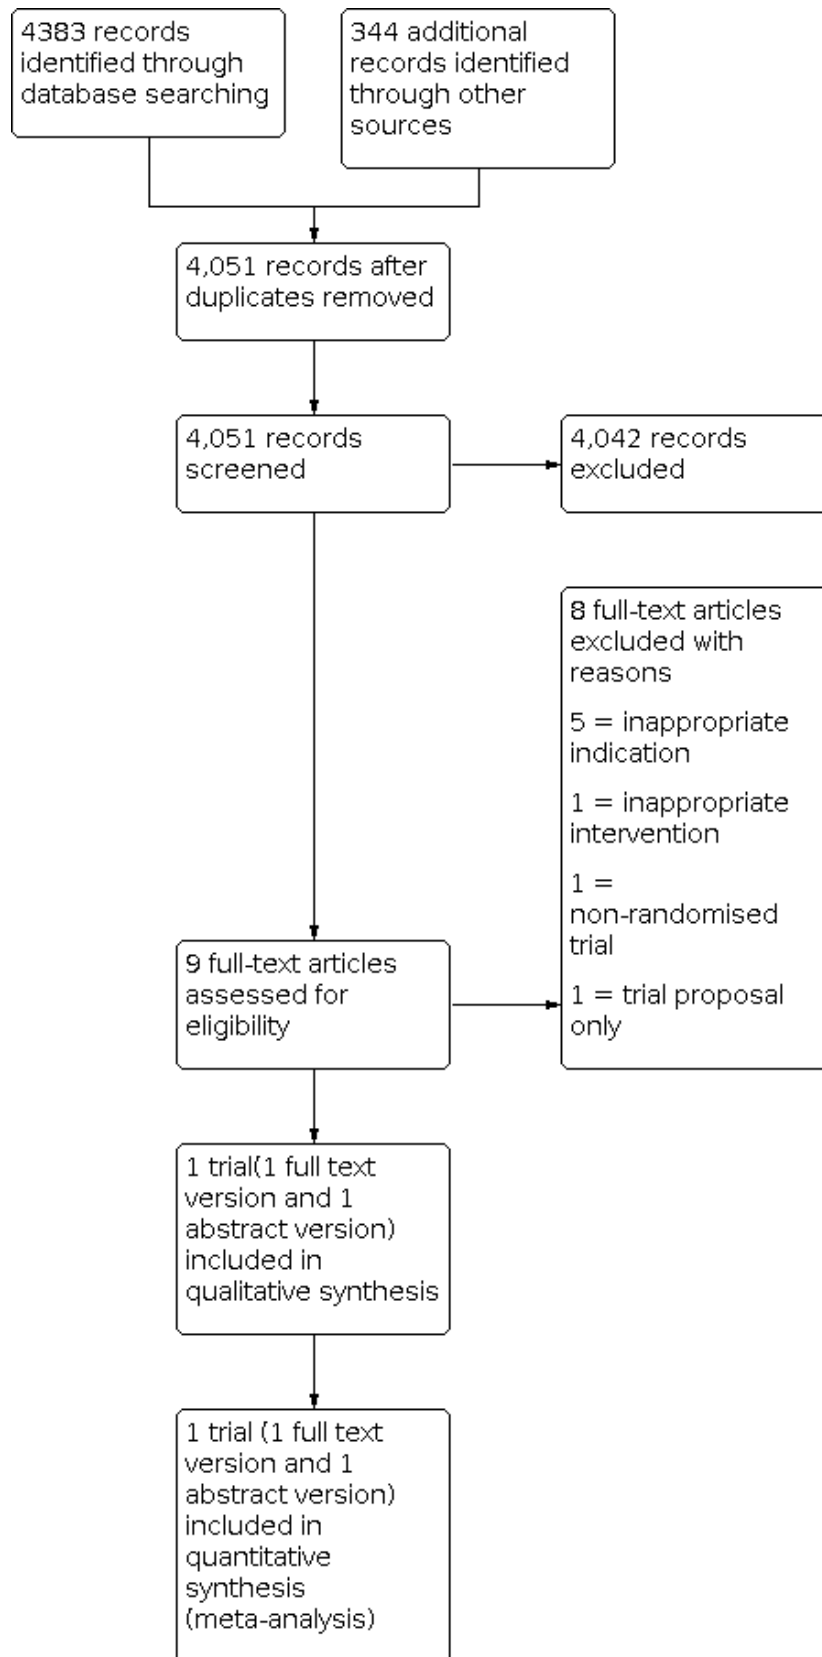 4383 records
identified through
database searching
344 additional
records identified
through other
sources
4,051 records after
duplicates removed
4,051 records
screened
4,042 records
excluded
8 full-text articles
excluded with
reasons
5 = inappropriate
indication
1 = inappropriate
intervention
1 =
non-randomised
trial
1 = trial proposal
only
9 full-text articles
assessed for
eligibility
1 trial(1 full text
version and 1
abstract version)
included in
qualitative synthesis
1 trial (1 full text
version and 1
abstract version)
included in
quantitative
synthesis
(meta-analysis)